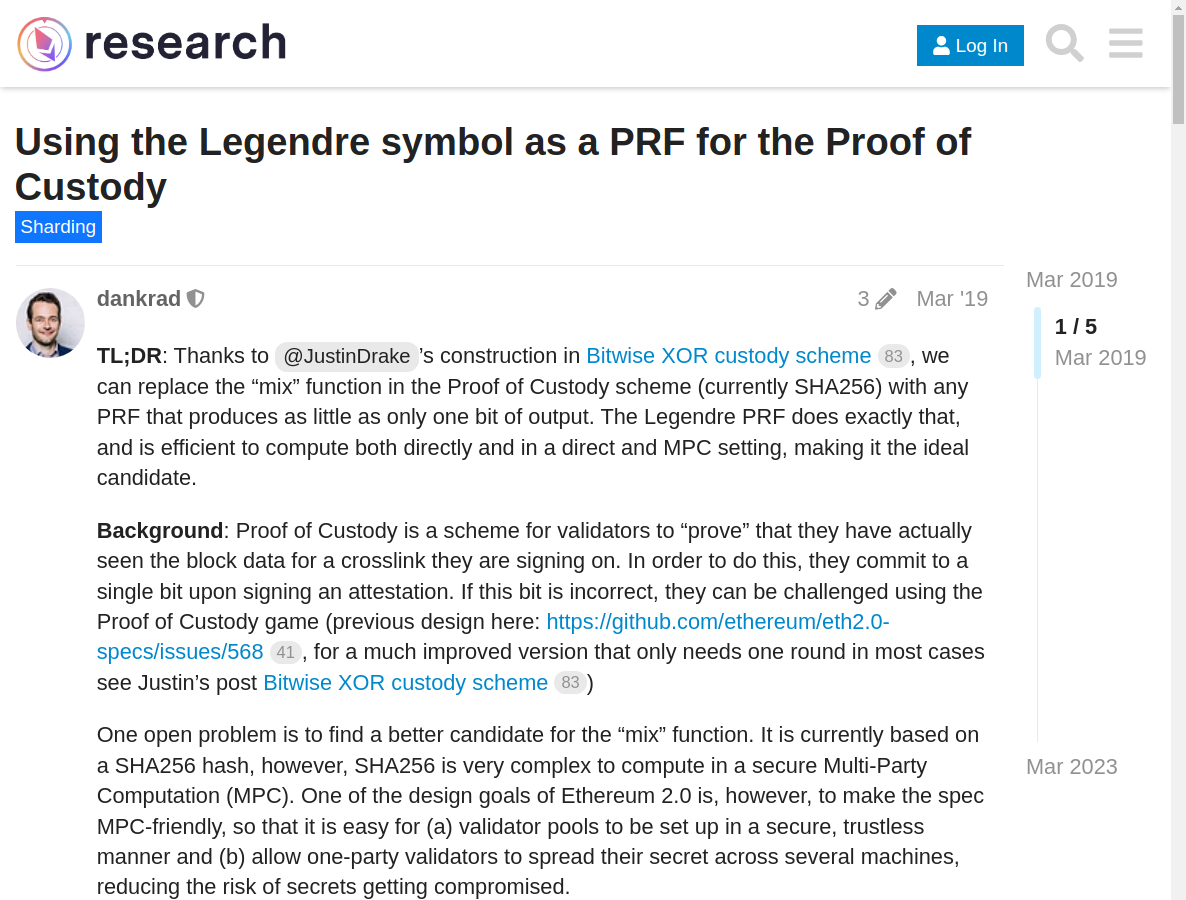 research
Log In
Using the Legendre symbol as a PRF for the Proof of
Custody
Sharding
dankrad
3
Mar '19
TL;DR: Thanks to @JustinDrake’s construction in Bitwise XOR custody scheme 83, we
can replace the “mix” function in the Proof of Custody scheme (currently SHA256) with any
PRF that produces as little as only one bit of output. The Legendre PRF does exactly that,
and is efficient to compute both directly and in a direct and MPC setting, making it the ideal
candidate.
Background: Proof of Custody is a scheme for validators to “prove” that they have actually
seen the block data for a crosslink they are signing on. In order to do this, they commit to a
single bit upon signing an attestation. If this bit is incorrect, they can be challenged using the
Proof of Custody game (previous design here: https://github.com/ethereum/eth2.0-
specs/issues/568 41, for a much improved version that only needs one round in most cases
see Justin’s post Bitwise XOR custody scheme 83)
One open problem is to find a better candidate for the “mix” function. It is currently based on
a SHA256 hash, however, SHA256 is very complex to compute in a secure Multi-Party
Computation (MPC). One of the design goals of Ethereum 2.0 is, however, to make the spec
MPC-friendly, so that it is easy for (a) validator pools to be set up in a secure, trustless
manner and (b) allow one-party validators to spread their secret across several machines,
reducing the risk of secrets getting compromised.
Mar 2019
1 / 5
Mar 2019
Mar 2023